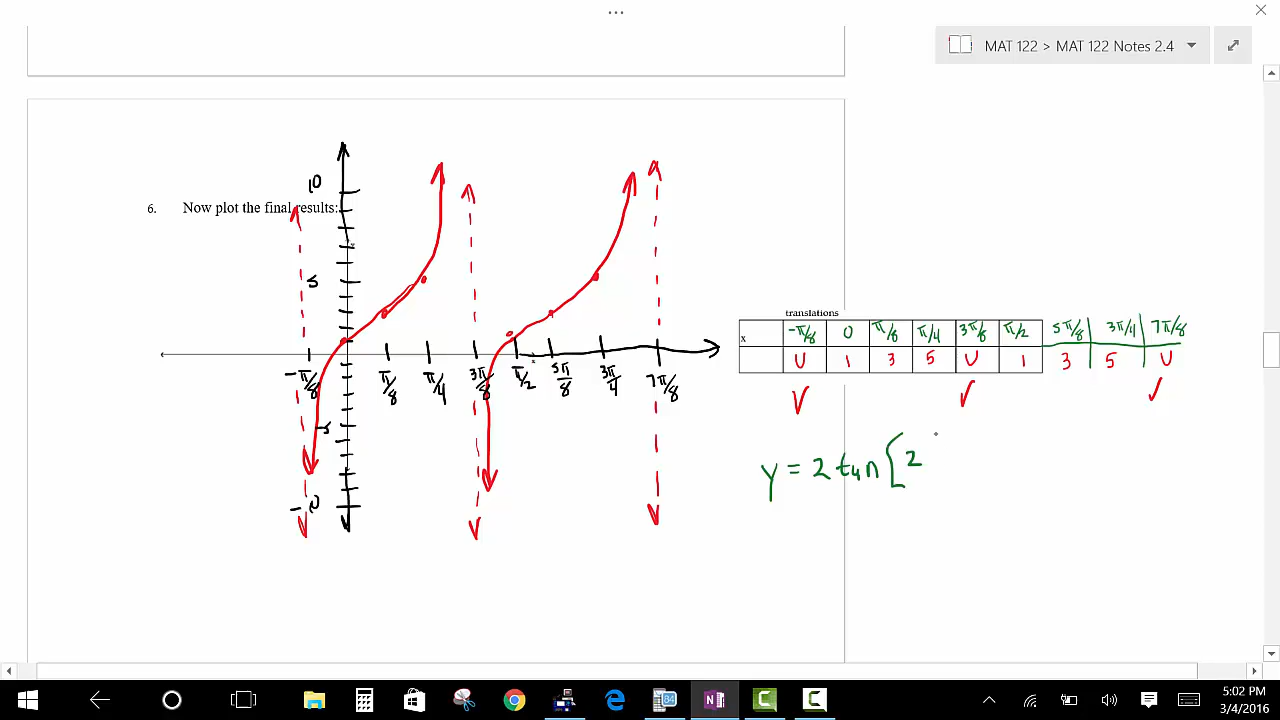 MAT 122 > MAT 122 Notes 2.4
10
6. Now plot the final results:
5
translations
x -π/8 0 π/8 π/4 3π/8 π/2 5π/8 3π/4 7π/8
U 1 3 5 U 1 3 5 U
-π/8 π/8 π/4 3π/8 π/2 5π/8 3π/4 7π/8
y = 2 tan[2
5:02 PM
3/4/2016